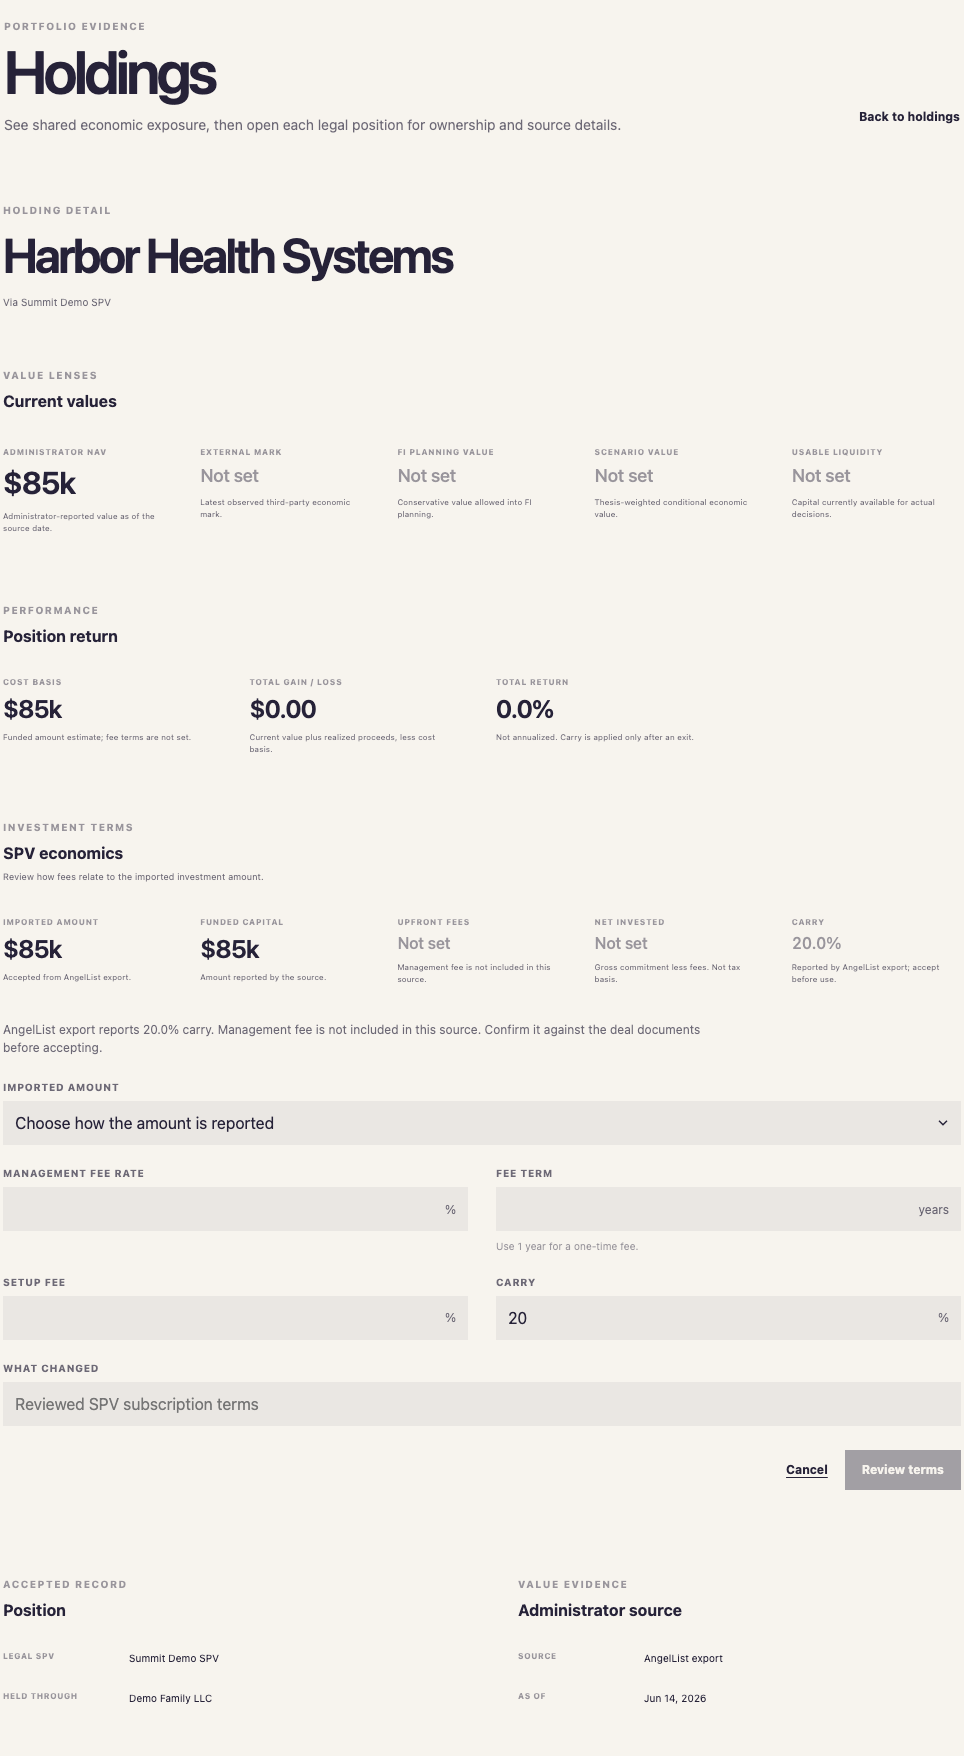 PORTFOLIO EVIDENCE
Holdings
See shared economic exposure, then open each legal position for ownership and source details.
Back to holdings
HOLDING DETAIL
Harbor Health Systems
Via Summit Demo SPV
VALUE LENSES
Current values
ADMINISTRATOR NAV
$85k
Administrator-reported value as of the
source date.
EXTERNAL MARK
Not set
Latest observed third-party economic
mark.
FI PLANNING VALUE
Not set
Conservative value allowed into FI
planning.
SCENARIO VALUE
Not set
Thesis-weighted conditional economic
value.
USABLE LIQUIDITY
Not set
Capital currently available for actual
decisions.
PERFORMANCE
Position return
COST BASIS
$85k
Funded amount estimate; fee terms are not set.
TOTAL GAIN / LOSS
$0.00
Current value plus realized proceeds, less cost
basis.
TOTAL RETURN
0.0%
Not annualized. Carry is applied only after an exit.
INVESTMENT TERMS
SPV economics
Review how fees relate to the imported investment amount.
IMPORTED AMOUNT
$85k
Accepted from AngelList export.
FUNDED CAPITAL
$85k
Amount reported by the source.
UPFRONT FEES
Not set
Management fee is not included in this
source.
NET INVESTED
Not set
Gross commitment less fees. Not tax
basis.
CARRY
20.0%
Reported by AngelList export; accept
before use.
AngelList export reports 20.0% carry. Management fee is not included in this source. Confirm it against the deal documents
before accepting.
IMPORTED AMOUNT
Choose how the amount is reported
MANAGEMENT FEE RATE
%
FEE TERM
years
Use 1 year for a one-time fee.
SETUP FEE
%
CARRY
20 %
WHAT CHANGED
Reviewed SPV subscription terms
Cancel
Review terms
ACCEPTED RECORD
Position
LEGAL SPV Summit Demo SPV
HELD THROUGH Demo Family LLC
VALUE EVIDENCE
Administrator source
SOURCE AngelList export
AS OF Jun 14, 2026